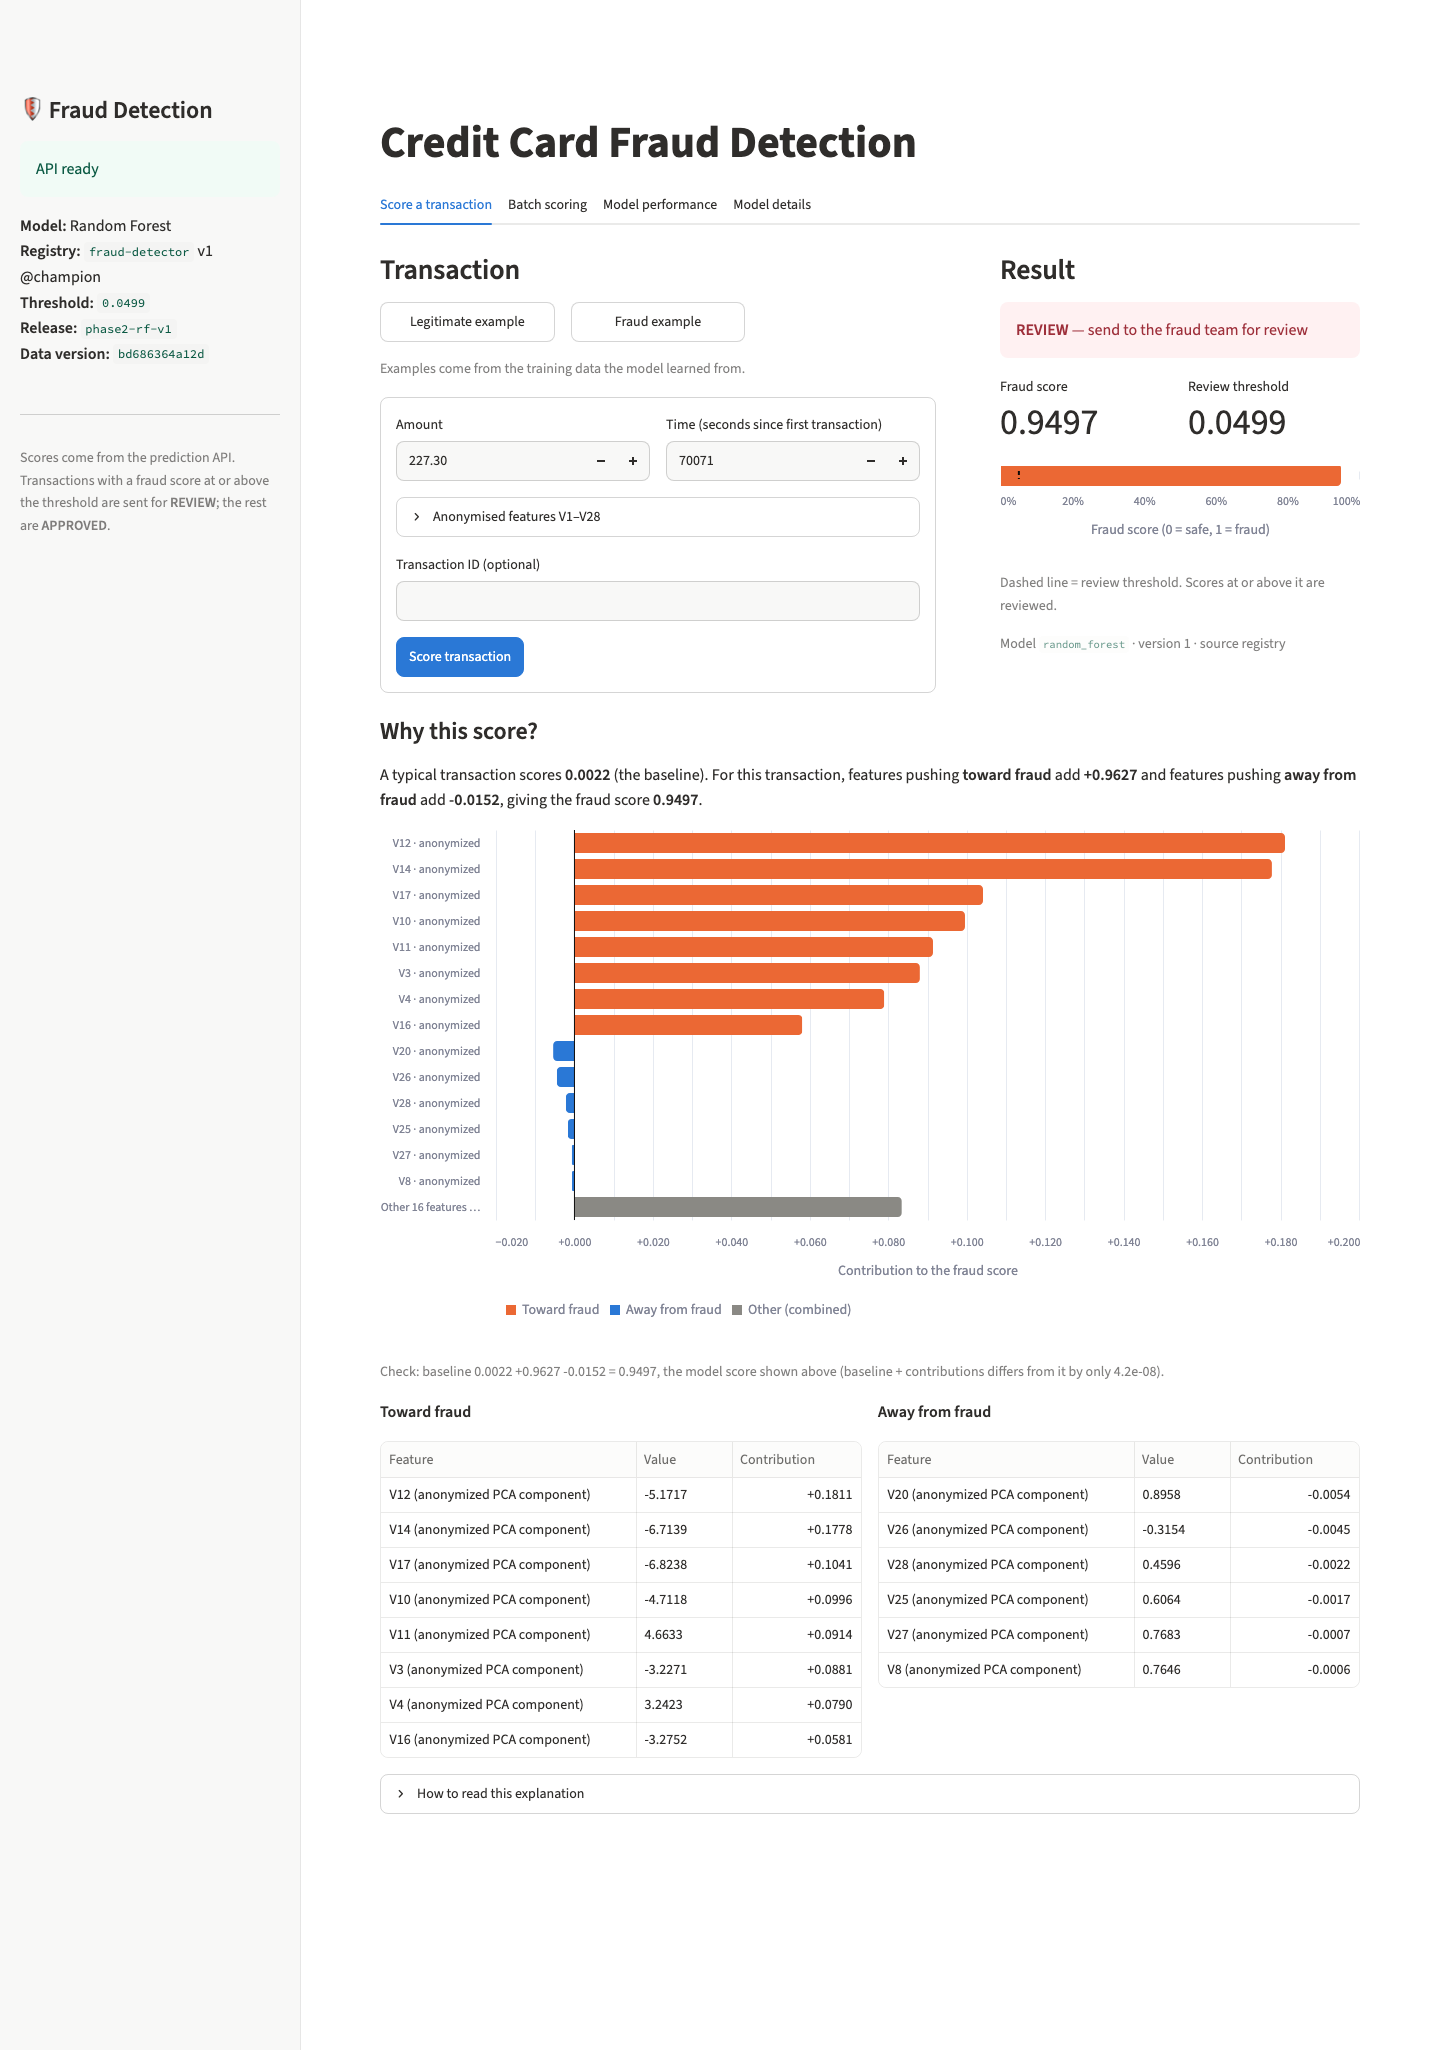 Fraud Detection
API ready
Model: Random Forest
Registry: fraud-detector v1
@champion
Threshold: 0.0499
Release: phase2-rf-v1
Data version: bd686364a12d
Scores come from the prediction API.
Transactions with a fraud score at or above
the threshold are sent for REVIEW; the rest
are APPROVED.
Credit Card Fraud Detection
Score a transaction Batch scoring Model performance Model details
Transaction
Legitimate example Fraud example
Examples come from the training data the model learned from.
Amount Time (seconds since first transaction)
227.30 − + 70071 − +
Anonymised features V1–V28
Transaction ID (optional)
Score transaction
Result
REVIEW — send to the fraud team for review
Fraud score Review threshold
0.9497 0.0499
0% 20% 40% 60% 80% 100%
Fraud score (0 = safe, 1 = fraud)
Dashed line = review threshold. Scores at or above it are
reviewed.
Model random_forest · version 1 · source registry
Why this score?
A typical transaction scores 0.0022 (the baseline). For this transaction, features pushing toward fraud add +0.9627 and features pushing away from
fraud add -0.0152, giving the fraud score 0.9497.
V12 · anonymized
V14 · anonymized
V17 · anonymized
V10 · anonymized
V11 · anonymized
V3 · anonymized
V4 · anonymized
V16 · anonymized
V20 · anonymized
V26 · anonymized
V28 · anonymized
V25 · anonymized
V27 · anonymized
V8 · anonymized
Other 16 features …
−0.020 +0.000 +0.020 +0.040 +0.060 +0.080 +0.100 +0.120 +0.140 +0.160 +0.180 +0.200
Contribution to the fraud score
Toward fraud Away from fraud Other (combined)
Check: baseline 0.0022 +0.9627 -0.0152 = 0.9497, the model score shown above (baseline + contributions differs from it by only 4.2e-08).
Toward fraud
Feature Value Contribution
V12 (anonymized PCA component) -5.1717 +0.1811
V14 (anonymized PCA component) -6.7139 +0.1778
V17 (anonymized PCA component) -6.8238 +0.1041
V10 (anonymized PCA component) -4.7118 +0.0996
V11 (anonymized PCA component) 4.6633 +0.0914
V3 (anonymized PCA component) -3.2271 +0.0881
V4 (anonymized PCA component) 3.2423 +0.0790
V16 (anonymized PCA component) -3.2752 +0.0581
Away from fraud
Feature Value Contribution
V20 (anonymized PCA component) 0.8958 -0.0054
V26 (anonymized PCA component) -0.3154 -0.0045
V28 (anonymized PCA component) 0.4596 -0.0022
V25 (anonymized PCA component) 0.6064 -0.0017
V27 (anonymized PCA component) 0.7683 -0.0007
V8 (anonymized PCA component) 0.7646 -0.0006
How to read this explanation